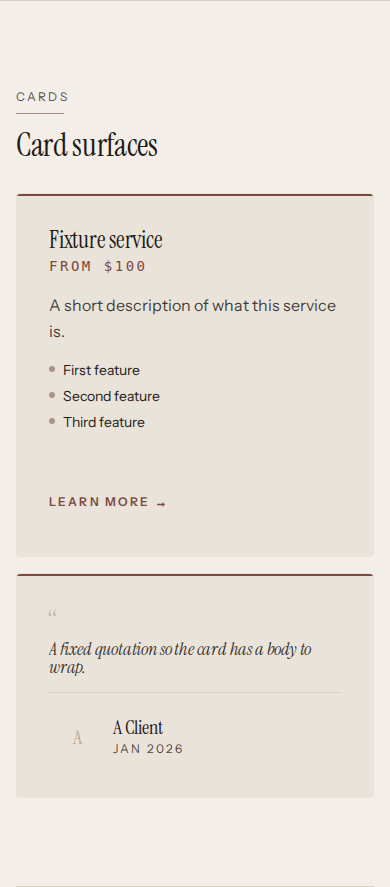 CARDS
Card surfaces
Fixture service
FROM $100
A short description of what this service
is.
First feature
Second feature
Third feature
LEARN MORE →
“
A fixed quotation so the card has a body to
wrap.
A
A Client
JAN 2026